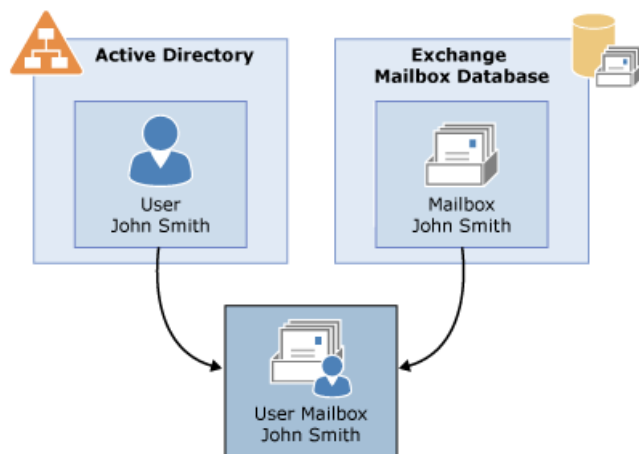 Active Directory
Exchange
Mailbox Database
User
John Smith
Mailbox
John Smith
User Mailbox
John Smith